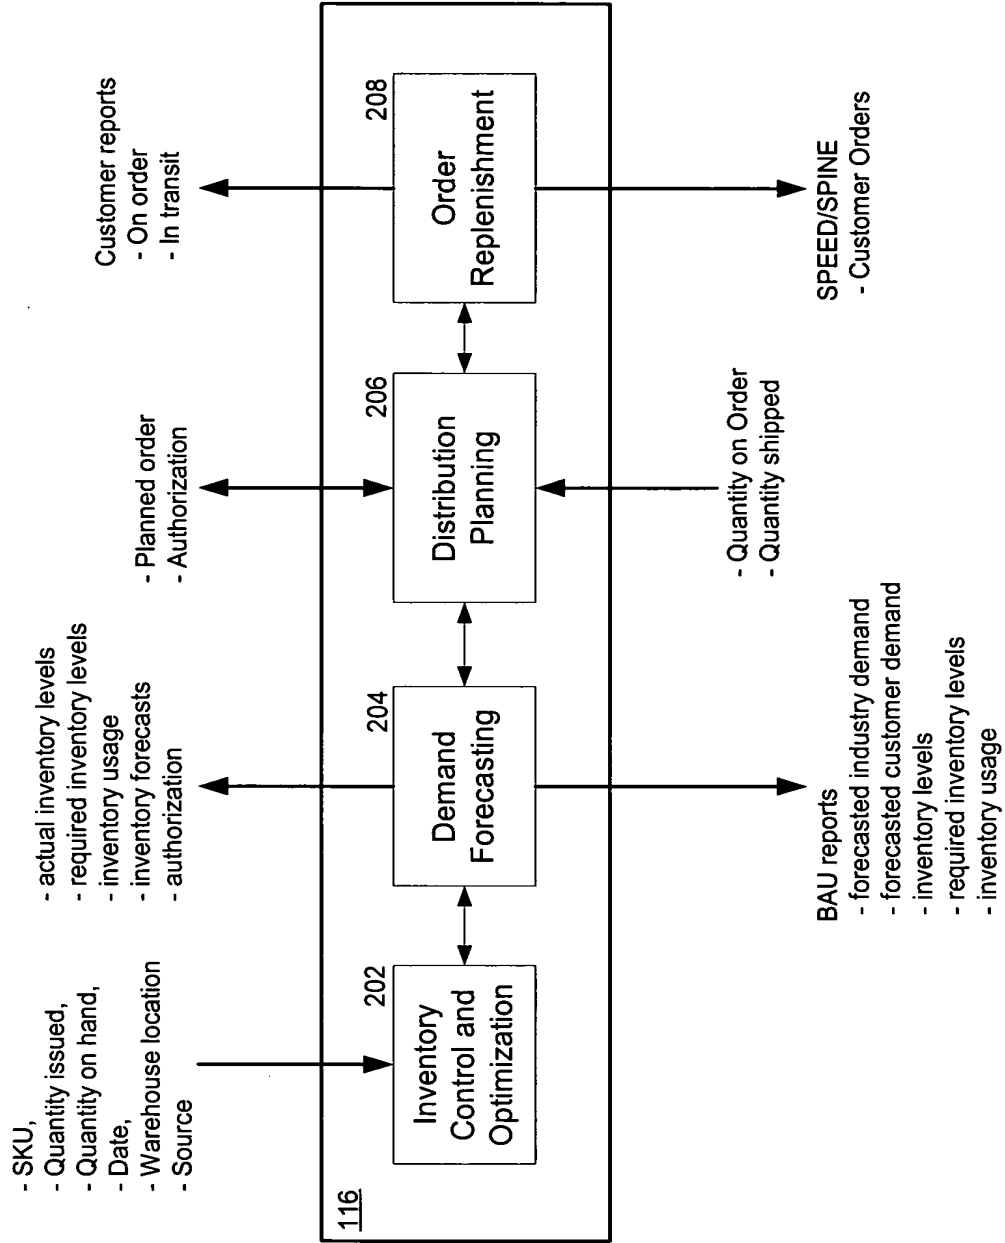 - SKU,
- Quantity issued,
- Quantity on hand,
- Date,
- Warehouse location
- Source
- actual inventory levels
- required inventory levels
- inventory usage
- inventory forecasts
- authorization
- Planned order
- Authorization
Customer reports
- On order
- In transit
116
202
Inventory
Control and
Optimization
204
Demand
Forecasting
206
Distribution
Planning
208
Order
Replenishment
BAU reports
- forecasted industry demand
- forecasted customer demand
- inventory levels
- required inventory levels
- inventory usage
- Quantity on Order
- Quantity shipped
SPEED/SPINE
- Customer Orders